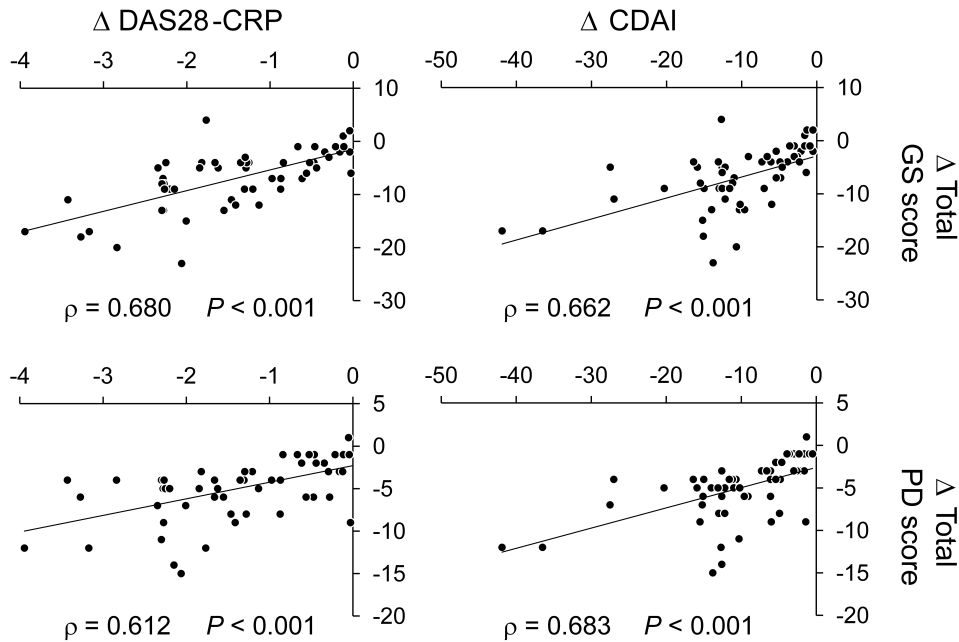 Δ DAS28-CRP
Δ CDAI
-4 -3 -2 -1 0
-50 -40 -30 -20 -10 0
10
0
-10
-20
-30
10
0
-10
-20
-30
Δ Total
GS score
ρ = 0.680 P < 0.001
ρ = 0.662 P < 0.001
-4 -3 -2 -1 0
-50 -40 -30 -20 -10 0
5
0
-5
-10
-15
-20
5
0
-5
-10
-15
-20
Δ Total
PD score
ρ = 0.612 P < 0.001
ρ = 0.683 P < 0.001